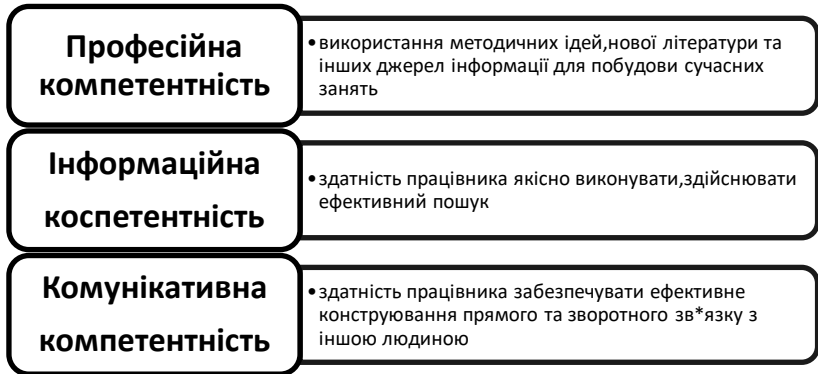 Професійна
компетентність
•використання методичних ідей,нової літератури та
інших джерел інформації для побудови сучасних
занять
Інформаційна
коспетентність
•здатність працівника якісно виконувати,здійснювати
ефективний пошук
Комунікативна
компетентність
•здатність працівника забезпечувати ефективне
конструювання прямого та зворотного зв*язку з
іншою людиною